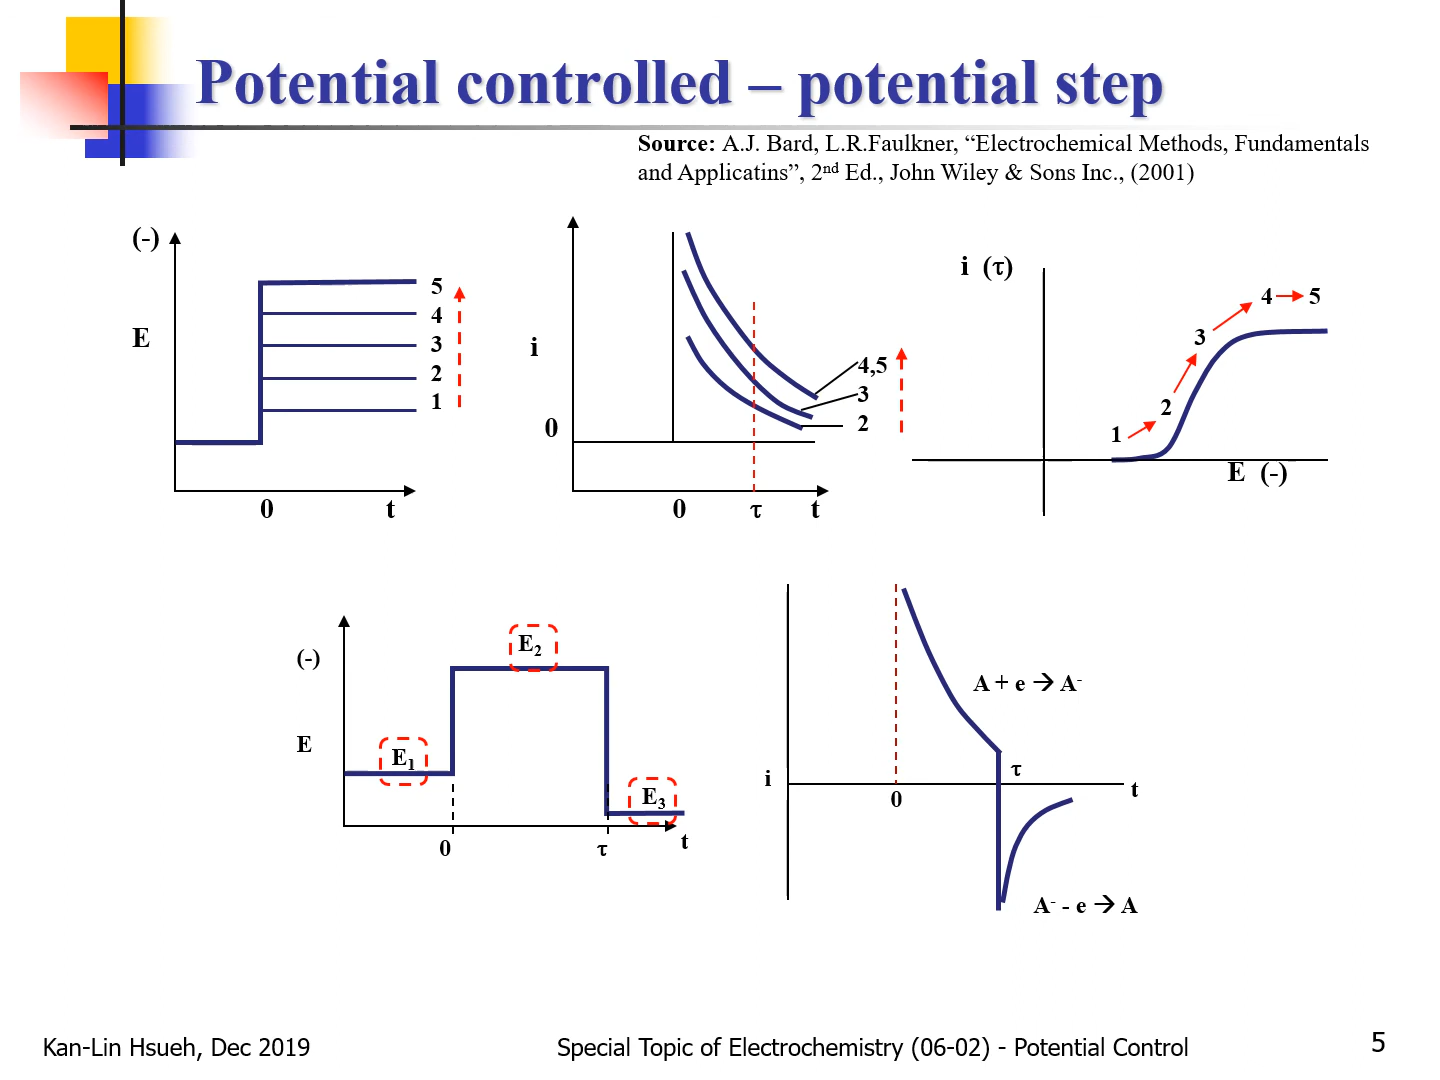 Potential controlled – potential step
Source: A.J. Bard, L.R.Faulkner, “Electrochemical Methods, Fundamentals
and Applicatins”, 2nd Ed., John Wiley & Sons Inc., (2001)
(-)
E
5
4
3
2
1
0
t
i
0
4,5
3
2
0
τ
t
i (τ)
1
2
3
4
5
E (-)
(-)
E
E1
E2
E3
0
τ
t
i
A + e → A-
τ
0
t
A- - e → A
Kan-Lin Hsueh, Dec 2019
Special Topic of Electrochemistry (06-02) - Potential Control
5